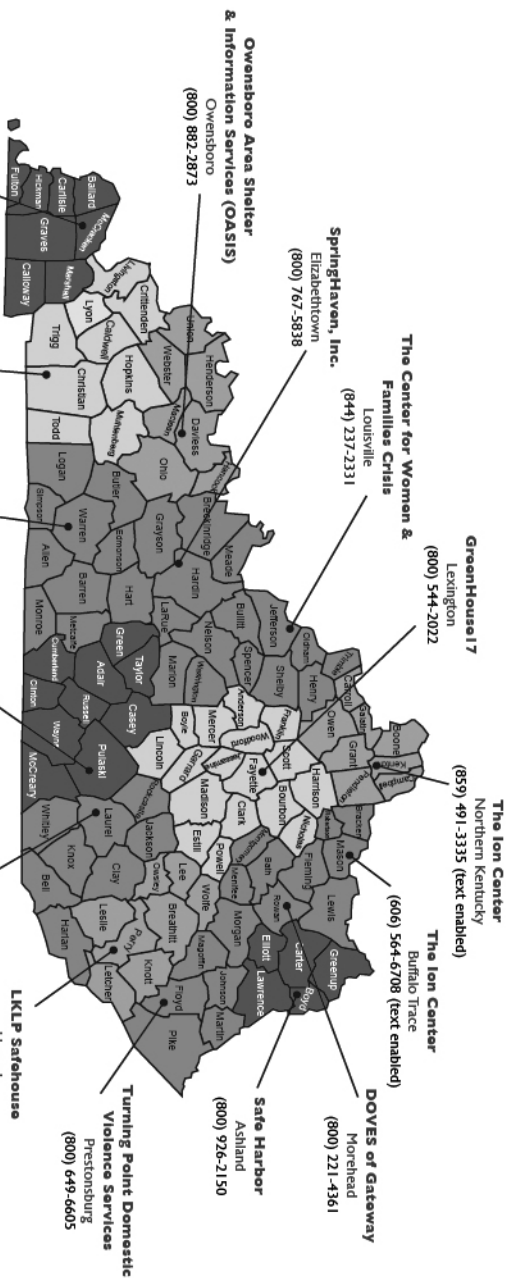 Owensboro Area Shelter
& Information Services (OASIS)
Owensboro
(800) 882-2873
SpringHaven, Inc.
Elizabethtown
(800) 767-5838
The Center for Women &
Families Crisis
Louisville
(844) 237-2331
GreenHouse17
Lexington
(800) 544-2022
The Ion Center
Northern Kentucky
(859) 491-3335 (text enabled)
The Ion Center
Buffalo Trace
(606) 564-6708 (text enabled)
DOVES of Gateway
Morehead
(800) 221-4361
Safe Harbor
Ashland
(800) 926-2150
Turning Point Domestic
Violence Services
Prestonsburg
(800) 649-6605
LKLP Safehouse
Fulton
Hickman
Carlisle
Ballard
McCracken
Graves
Marshall
Calloway
Livingston
Crittenden
Lyon
Caldwell
Trigg
Christian
Hopkins
Union
Webster
Henderson
McLean
Daviess
Muhlenberg
Todd
Logan
Ohio
Hancock
Butler
Simpson
Warren
Edmonson
Grayson
Breckinridge
Meade
Hardin
Allen
Barren
Hart
LaRue
Monroe
Metcalfe
Green
Taylor
Adair
Cumberland
Clinton
Russell
Casey
Wayne
Pulaski
McCreary
Marion
Washington
Nelson
Bullitt
Spencer
Jefferson
Oldham
Shelby
Henry
Trimble
Carroll
Owen
Gallatin
Grant
Boone
Kenton
Campbell
Pendleton
Bracken
Robertson
Mason
Lewis
Fleming
Anderson
Franklin
Woodford
Mercer
Boyle
Lincoln
Garrard
Jessamine
Fayette
Scott
Harrison
Bourbon
Nicholas
Clark
Madison
Estill
Powell
Montgomery
Bath
Menifee
Rowan
Rockcastle
Jackson
Laurel
Whitley
Knox
Bell
Clay
Owsley
Lee
Wolfe
Morgan
Elliott
Carter
Greenup
Boyd
Lawrence
Johnson
Martin
Magoffin
Breathitt
Floyd
Pike
Knott
Perry
Leslie
Letcher
Harlan